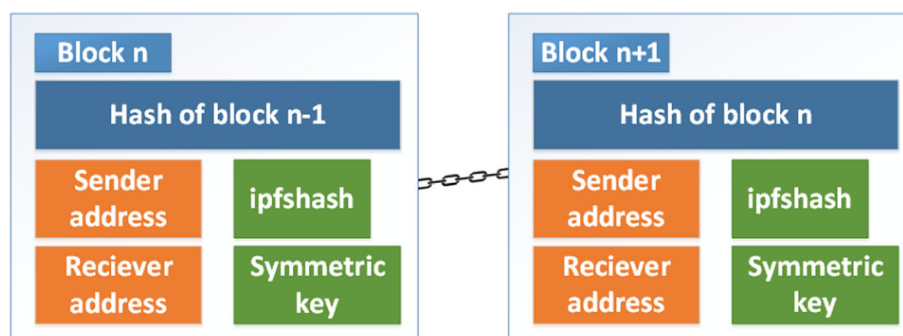 Block n
Hash of block n-1
Sender
address
ipfshash
Reciever
address
Symmetric
key
Block n+1
Hash of block n
Sender
address
ipfshash
Reciever
address
Symmetric
key